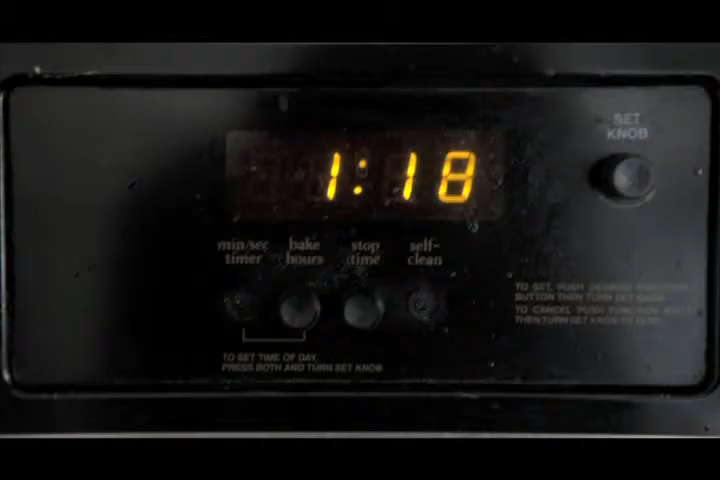 SET
KNOB
1:18
min/sec bake stop self-
timer hours time clean
TO SET, PUSH DESIRED FUNCTION
BUTTON THEN TURN SET KNOB.
TO CANCEL PUSH FUNCTION BUTTON
THEN TURN SET KNOB TO
TO SET TIME OF DAY,
PRESS BOTH AND TURN SET KNOB